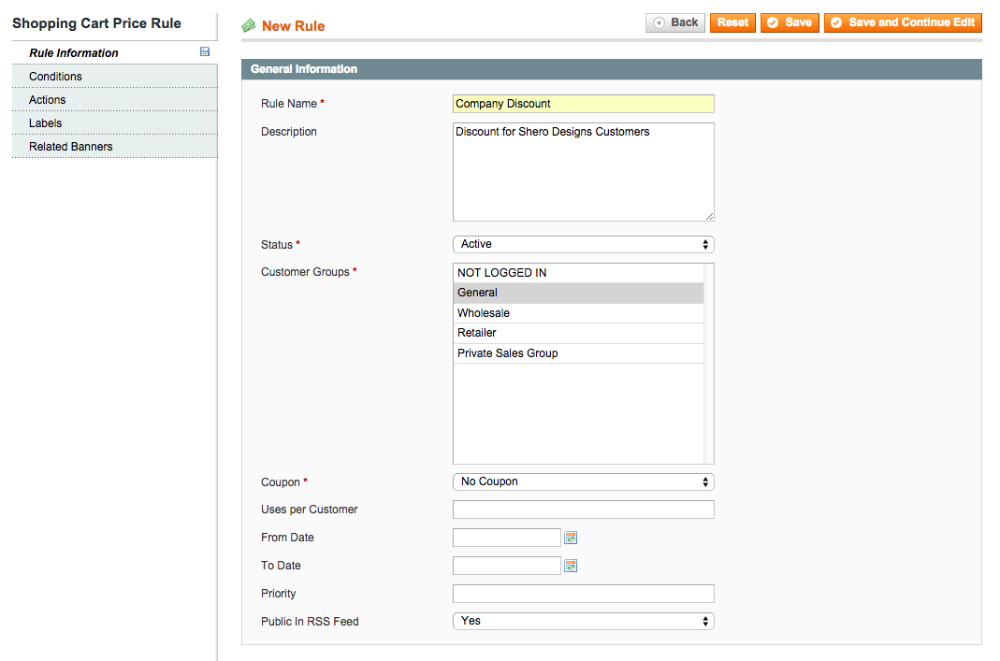 Shopping Cart Price Rule
Rule Information
Conditions
Actions
Labels
Related Banners
New Rule
Back
Reset
Save
Save and Continue Edit
General Information
Rule Name *
Company Discount
Description
Discount for Shero Designs Customers
Status *
Active
Customer Groups *
NOT LOGGED IN
General
Wholesale
Retailer
Private Sales Group
Coupon *
No Coupon
Uses per Customer
From Date
To Date
Priority
Public In RSS Feed
Yes